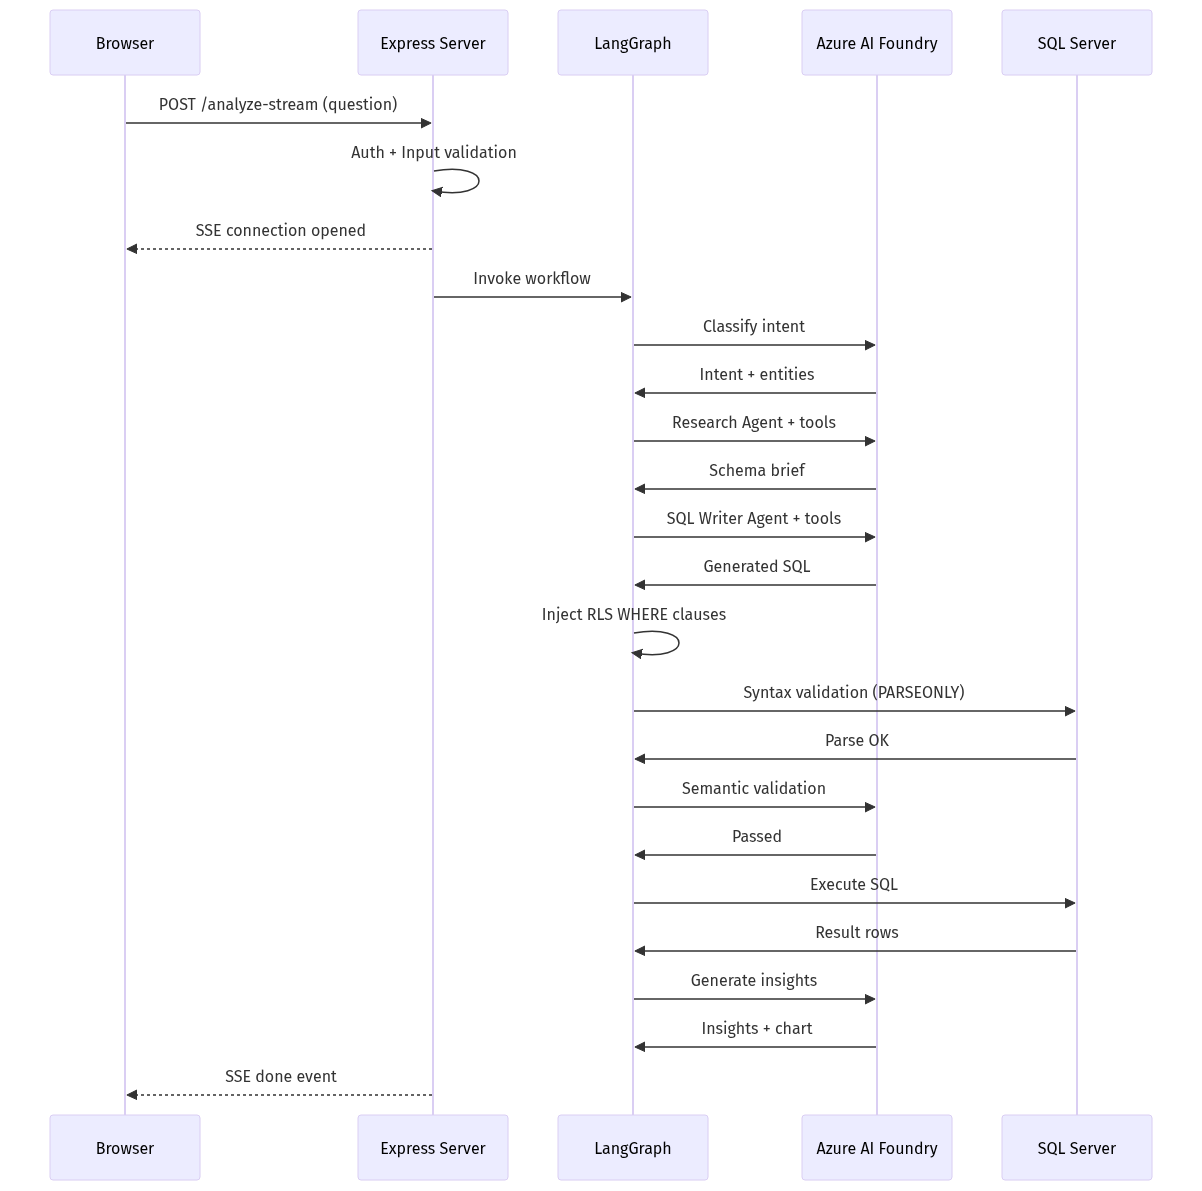 Browser
Express Server
LangGraph
Azure AI Foundry
SQL Server
POST /analyze-stream (question)
Auth + Input validation
SSE connection opened
Invoke workflow
Classify intent
Intent + entities
Research Agent + tools
Schema brief
SQL Writer Agent + tools
Generated SQL
Inject RLS WHERE clauses
Syntax validation (PARSEONLY)
Parse OK
Semantic validation
Passed
Execute SQL
Result rows
Generate insights
Insights + chart
SSE done event
Browser
Express Server
LangGraph
Azure AI Foundry
SQL Server